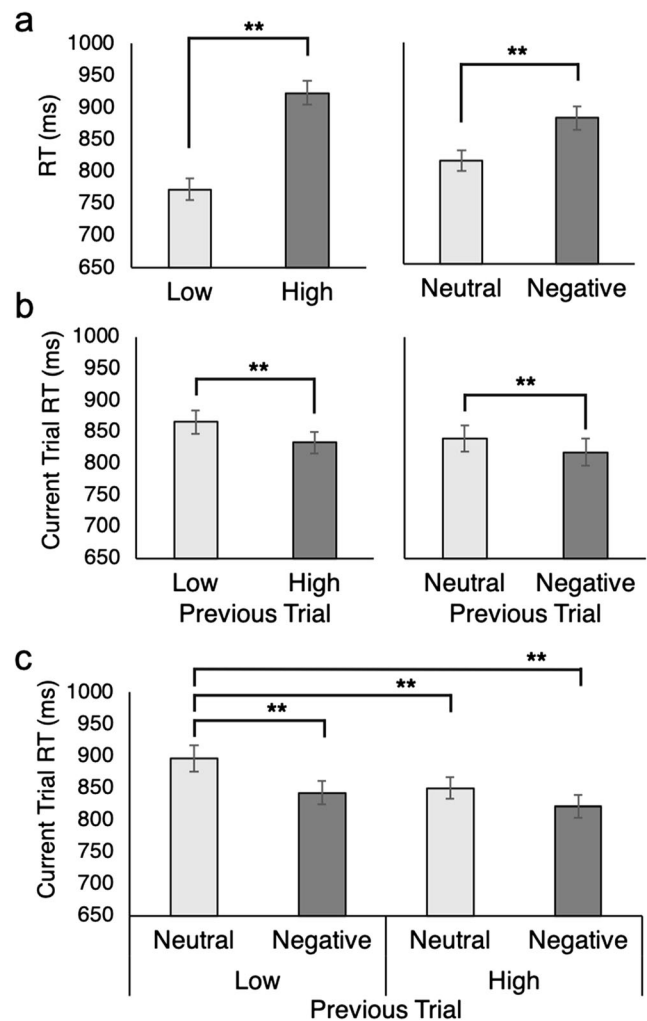 a
** **
1000
950
900
850
800
750
700
650
RT (ms)
Low High Neutral Negative
b
** **
1000
950
900
850
800
750
700
650
Current Trial RT (ms)
Low High Neutral Negative
Previous Trial Previous Trial
c
**
**
**
1000
950
900
850
800
750
700
650
Current Trial RT (ms)
Neutral Negative Neutral Negative
Low High
Previous Trial